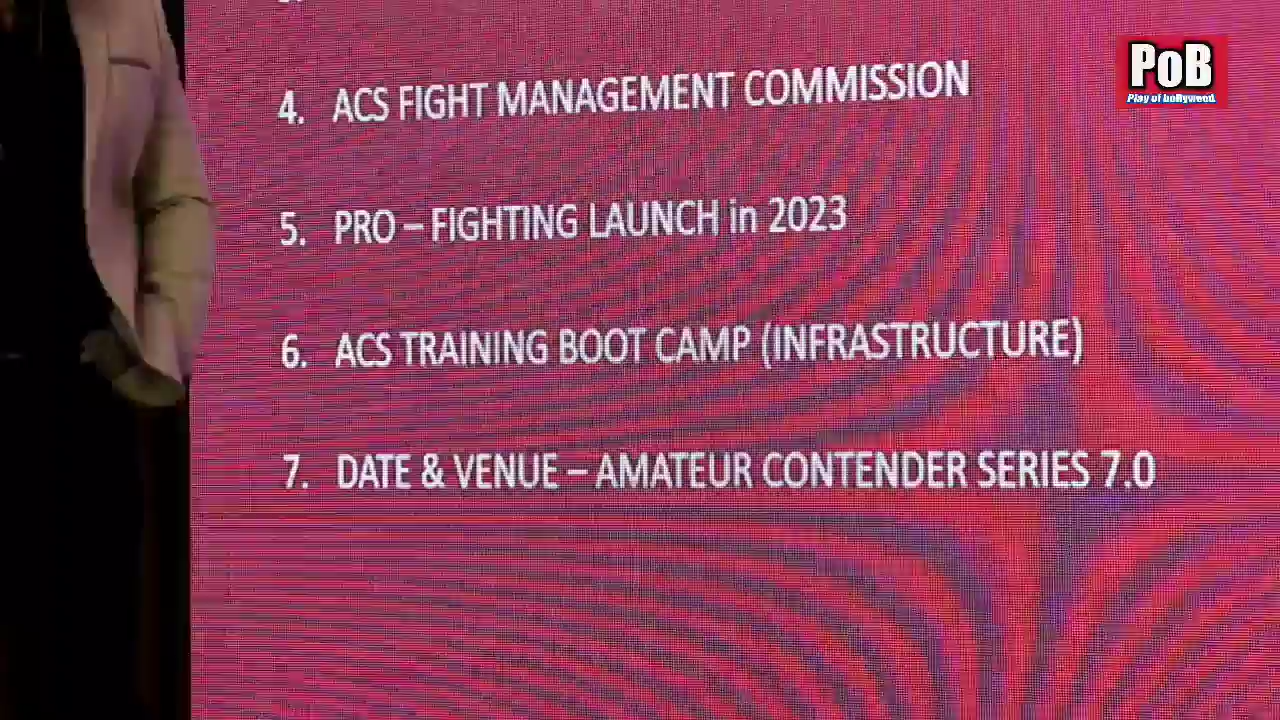 PoB
Play of bollywood
4. ACS FIGHT MANAGEMENT COMMISSION
5. PRO – FIGHTING LAUNCH in 2023
6. ACS TRAINING BOOT CAMP (INFRASTRUCTURE)
7. DATE & VENUE – AMATEUR CONTENDER SERIES 7.0